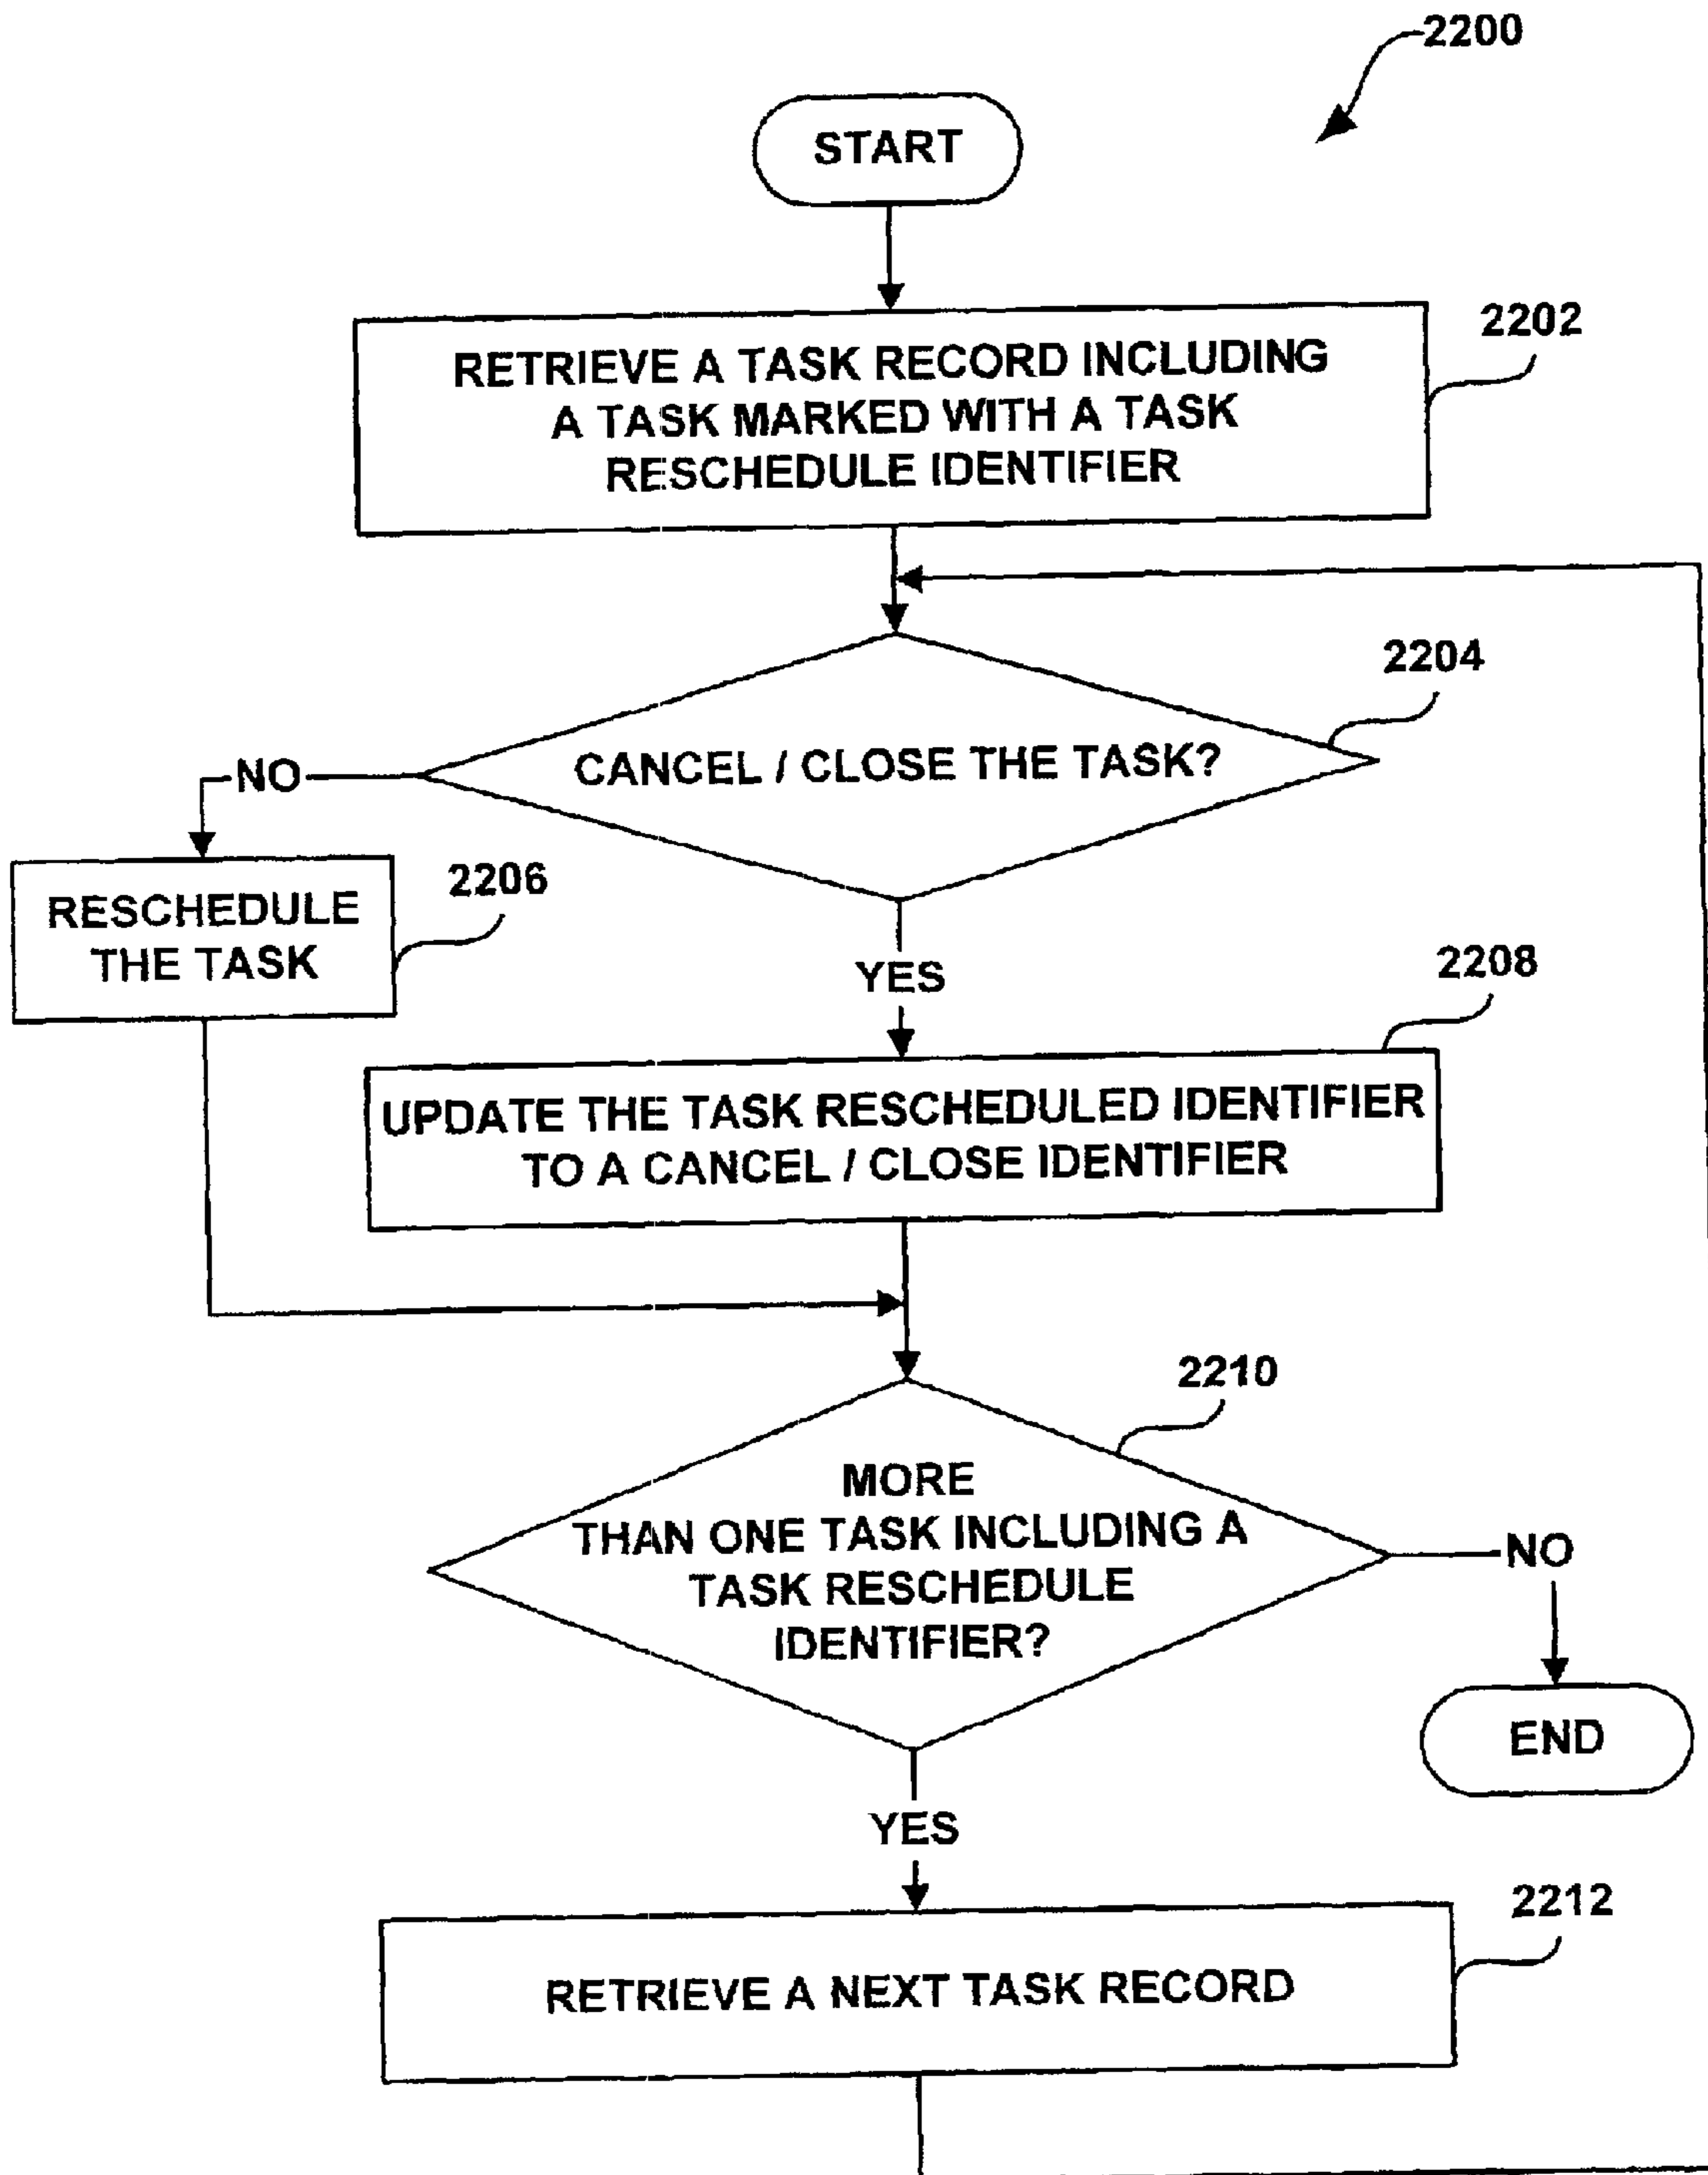 2200
START
2202
RETRIEVE A TASK RECORD INCLUDING
A TASK MARKED WITH A TASK
RESCHEDULE IDENTIFIER
2204
CANCEL / CLOSE THE TASK?
NO
2206
RESCHEDULE
THE TASK
YES
2208
UPDATE THE TASK RESCHEDULED IDENTIFIER
TO A CANCEL / CLOSE IDENTIFIER
2210
MORE
THAN ONE TASK INCLUDING A
TASK RESCHEDULE
IDENTIFIER?
NO
END
YES
2212
RETRIEVE A NEXT TASK RECORD